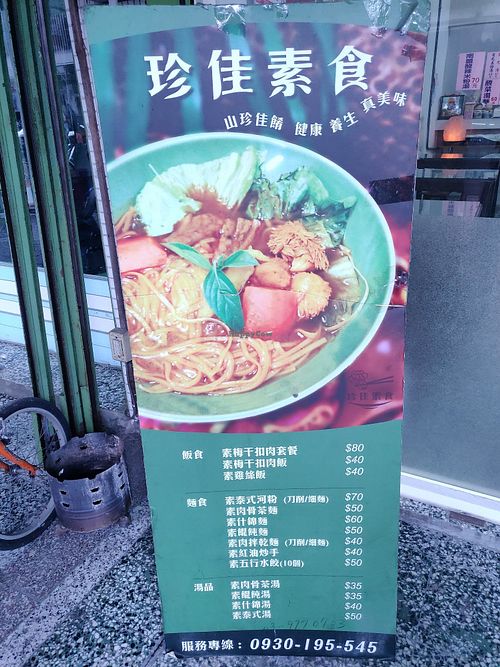 珍佳素食
山珍佳餚 健康 養生 真美味
HappyCow
珍佳素食
飯食
素梅干扣肉套餐 $80
素梅干扣肉飯 $40
素雞絲飯 $40
麵食
素泰式河粉 (刀削/細麵) $70
素肉骨茶麵 $50
素什錦麵 $60
素餛飩麵 $50
素肉拌乾麵 (刀削/細麵) $40
素紅油炒手 $40
素五行水餃(10個) $50
湯品
素肉骨茶湯 $35
素餛飩湯 $35
素什錦湯 $40
素泰式湯 $50
服務專線: 0930-195-545